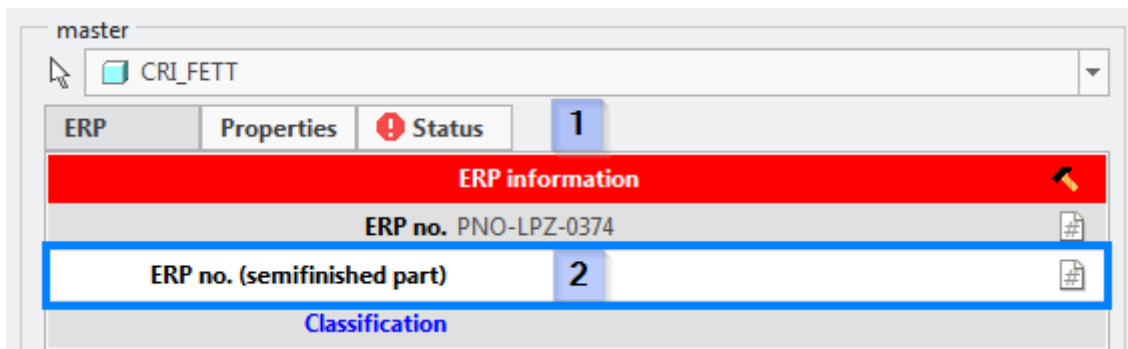 master
CRI_FETT
ERP Properties Status 1
ERP information
ERP no. PNO-LPZ-0374
ERP no. (semifinished part) 2
Classification